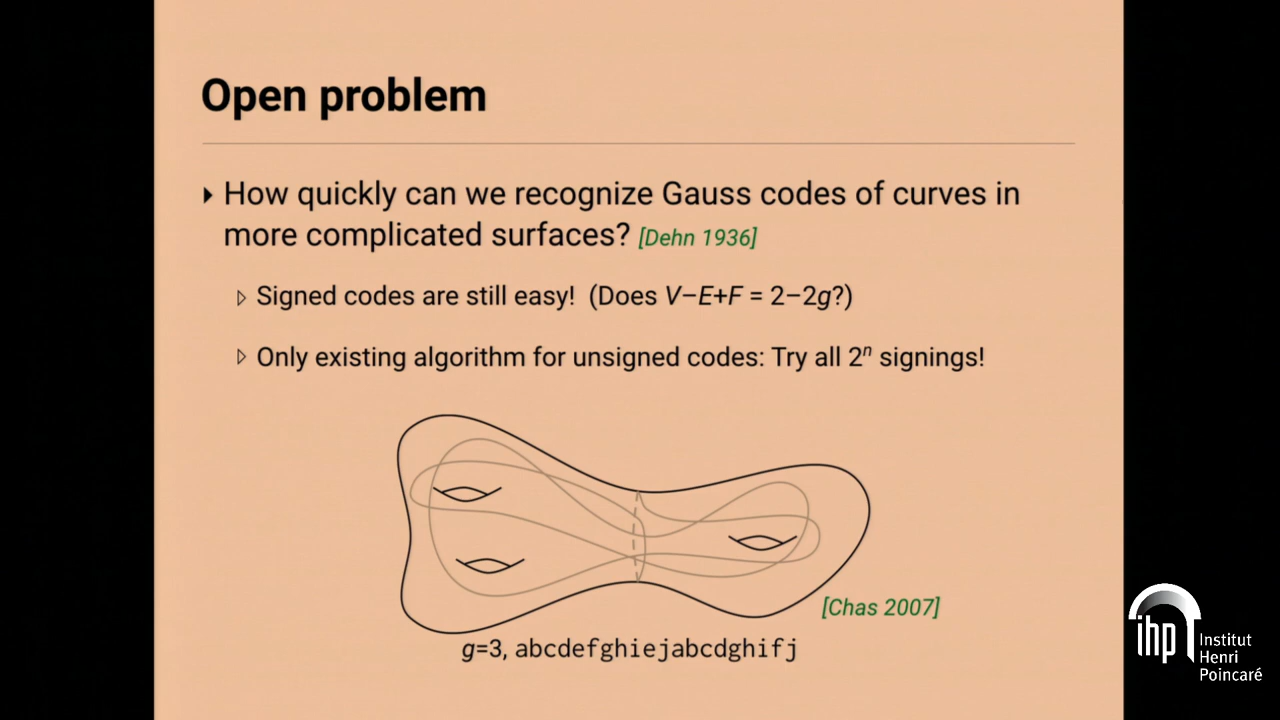 Open problem
How quickly can we recognize Gauss codes of curves in
more complicated surfaces? [Dehn 1936]
Signed codes are still easy! (Does V−E+F = 2−2g?)
Only existing algorithm for unsigned codes: Try all 2ⁿ signings!
[Chas 2007]
g=3, abcdefghiejabcdghifj
ihp
Institut
Henri
Poincaré